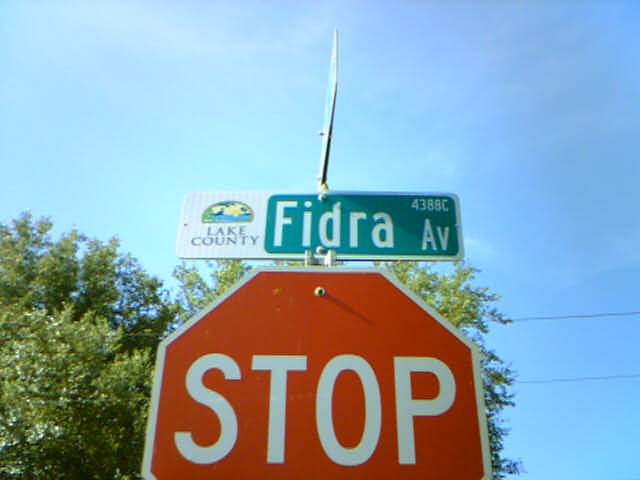 LAKE
COUNTY
Fidra Av
4388C
STOP